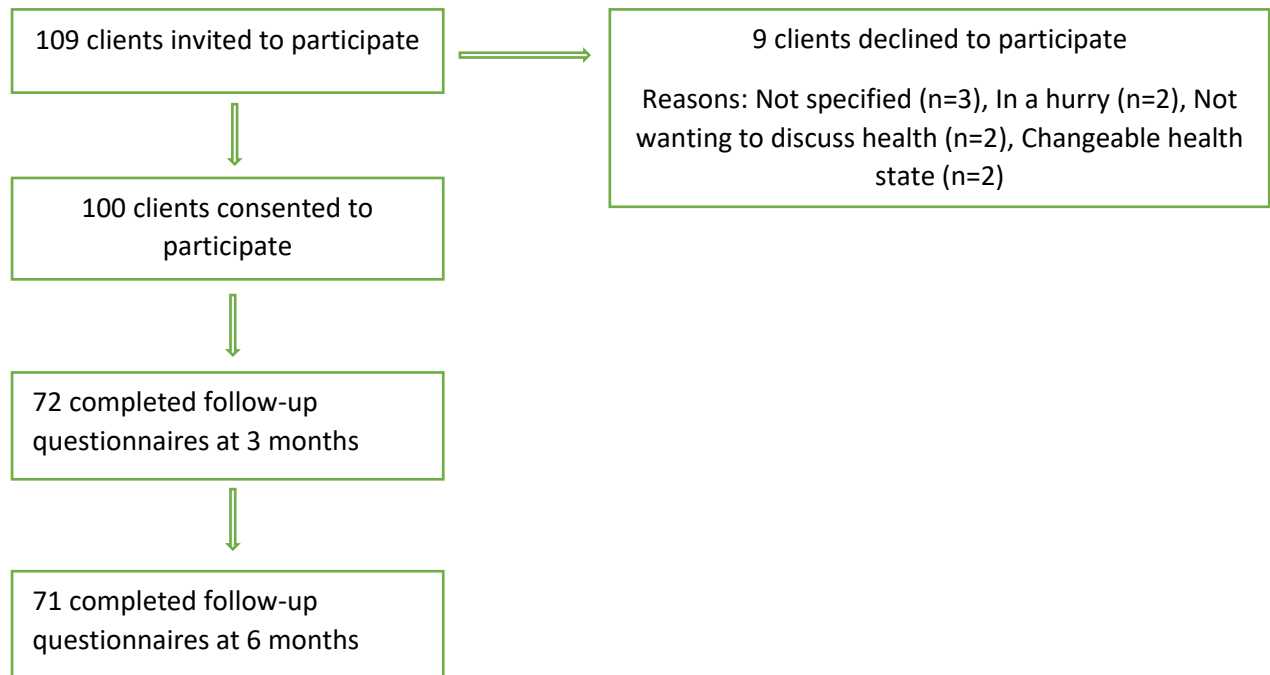 109 clients invited to participate
9 clients declined to participate
Reasons: Not specified (n=3), In a hurry (n=2), Not
wanting to discuss health (n=2), Changeable health
state (n=2)
100 clients consented to
participate
72 completed follow-up
questionnaires at 3 months
71 completed follow-up
questionnaires at 6 months